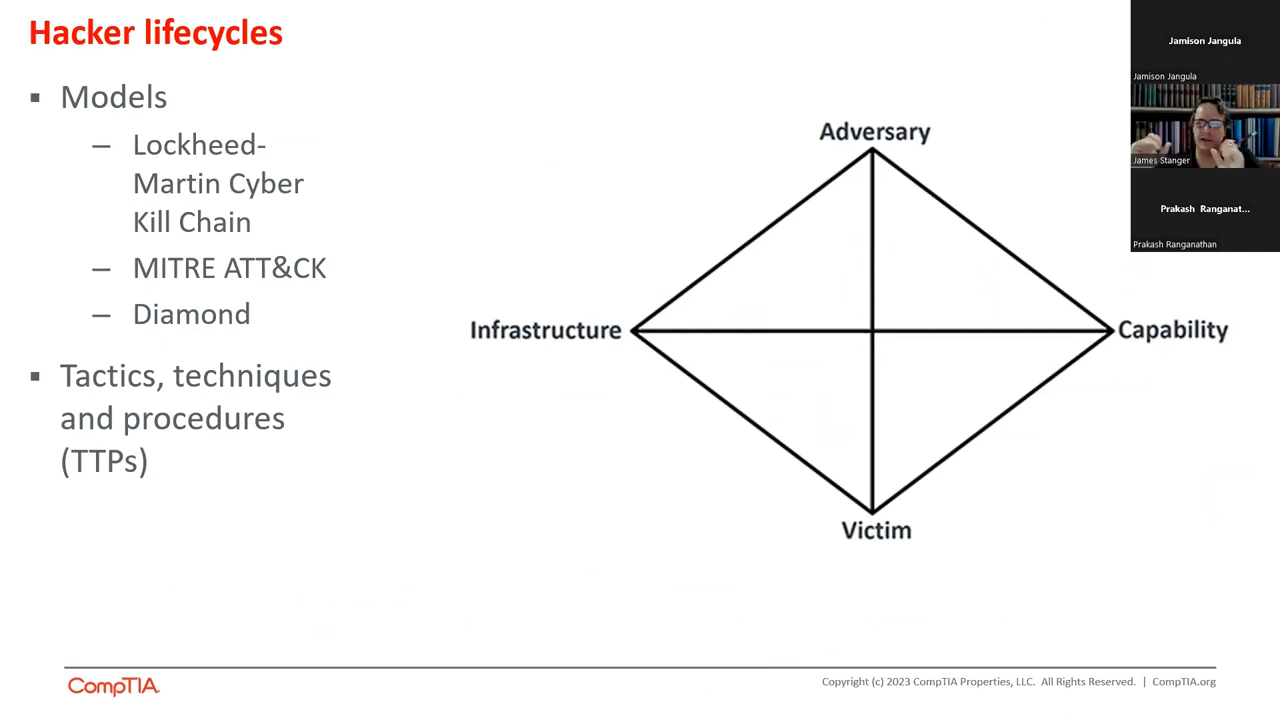 Hacker lifecycles
▪ Models
– Lockheed-
Martin Cyber
Kill Chain
– MITRE ATT&CK
– Diamond
▪ Tactics, techniques
and procedures
(TTPs)
Adversary
Infrastructure
Capability
Victim
Jamison Jangula
Jamison Jangula
James Stanger
Prakash Ranganat...
Prakash Ranganathan
CompTIA.
Copyright (c) 2023 CompTIA Properties, LLC. All Rights Reserved. | CompTIA.org